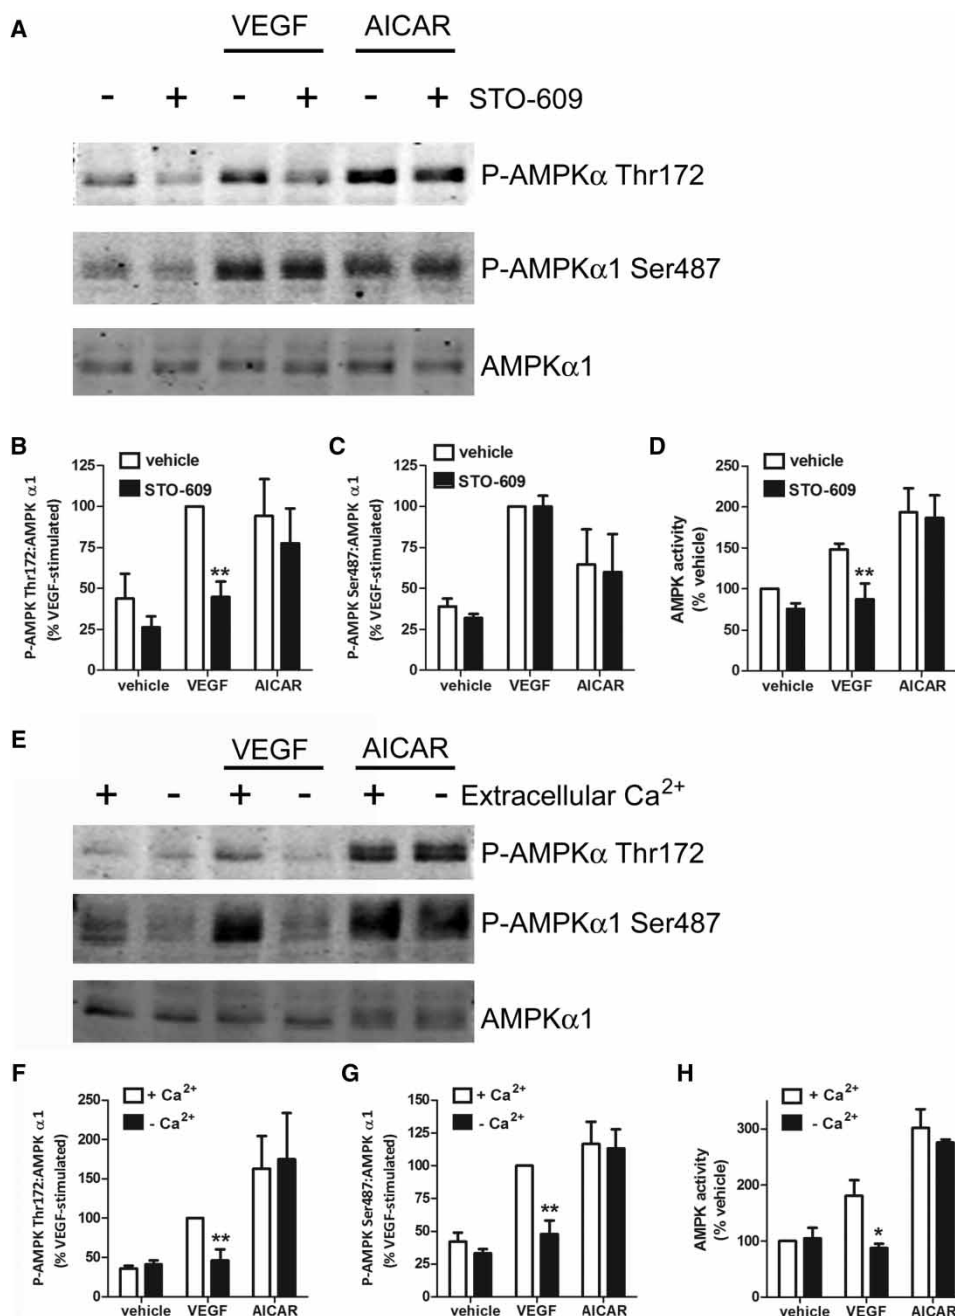 A
VEGF AICAR
- + - + - + STO-609
P-AMPKα Thr172
P-AMPKα1 Ser487
AMPKα1
B
vehicle
STO-609
P-AMPK Thr172:AMPK α1
(% VEGF-stimulated)
125
100
75
50
25
0
vehicle VEGF AICAR
**
C
vehicle
STO-609
P-AMPK Ser487:AMPK α1
(% VEGF-stimulated)
125
100
75
50
25
0
vehicle VEGF AICAR
D
vehicle
STO-609
AMPK activity
(% vehicle)
250
200
150
100
50
0
vehicle VEGF AICAR
**
E
VEGF AICAR
+ - + - + - Extracellular Ca²⁺
P-AMPKα Thr172
P-AMPKα1 Ser487
AMPKα1
F
+ Ca²⁺
- Ca²⁺
P-AMPK Thr172:AMPK α1
(% VEGF-stimulated)
250
200
150
100
50
0
vehicle VEGF AICAR
**
G
+ Ca²⁺
- Ca²⁺
P-AMPK Ser487:AMPK α1
(% VEGF-stimulated)
150
125
100
75
50
25
0
vehicle VEGF AICAR
**
H
+ Ca²⁺
- Ca²⁺
AMPK activity
(% vehicle)
300
200
100
0
vehicle VEGF AICAR
*